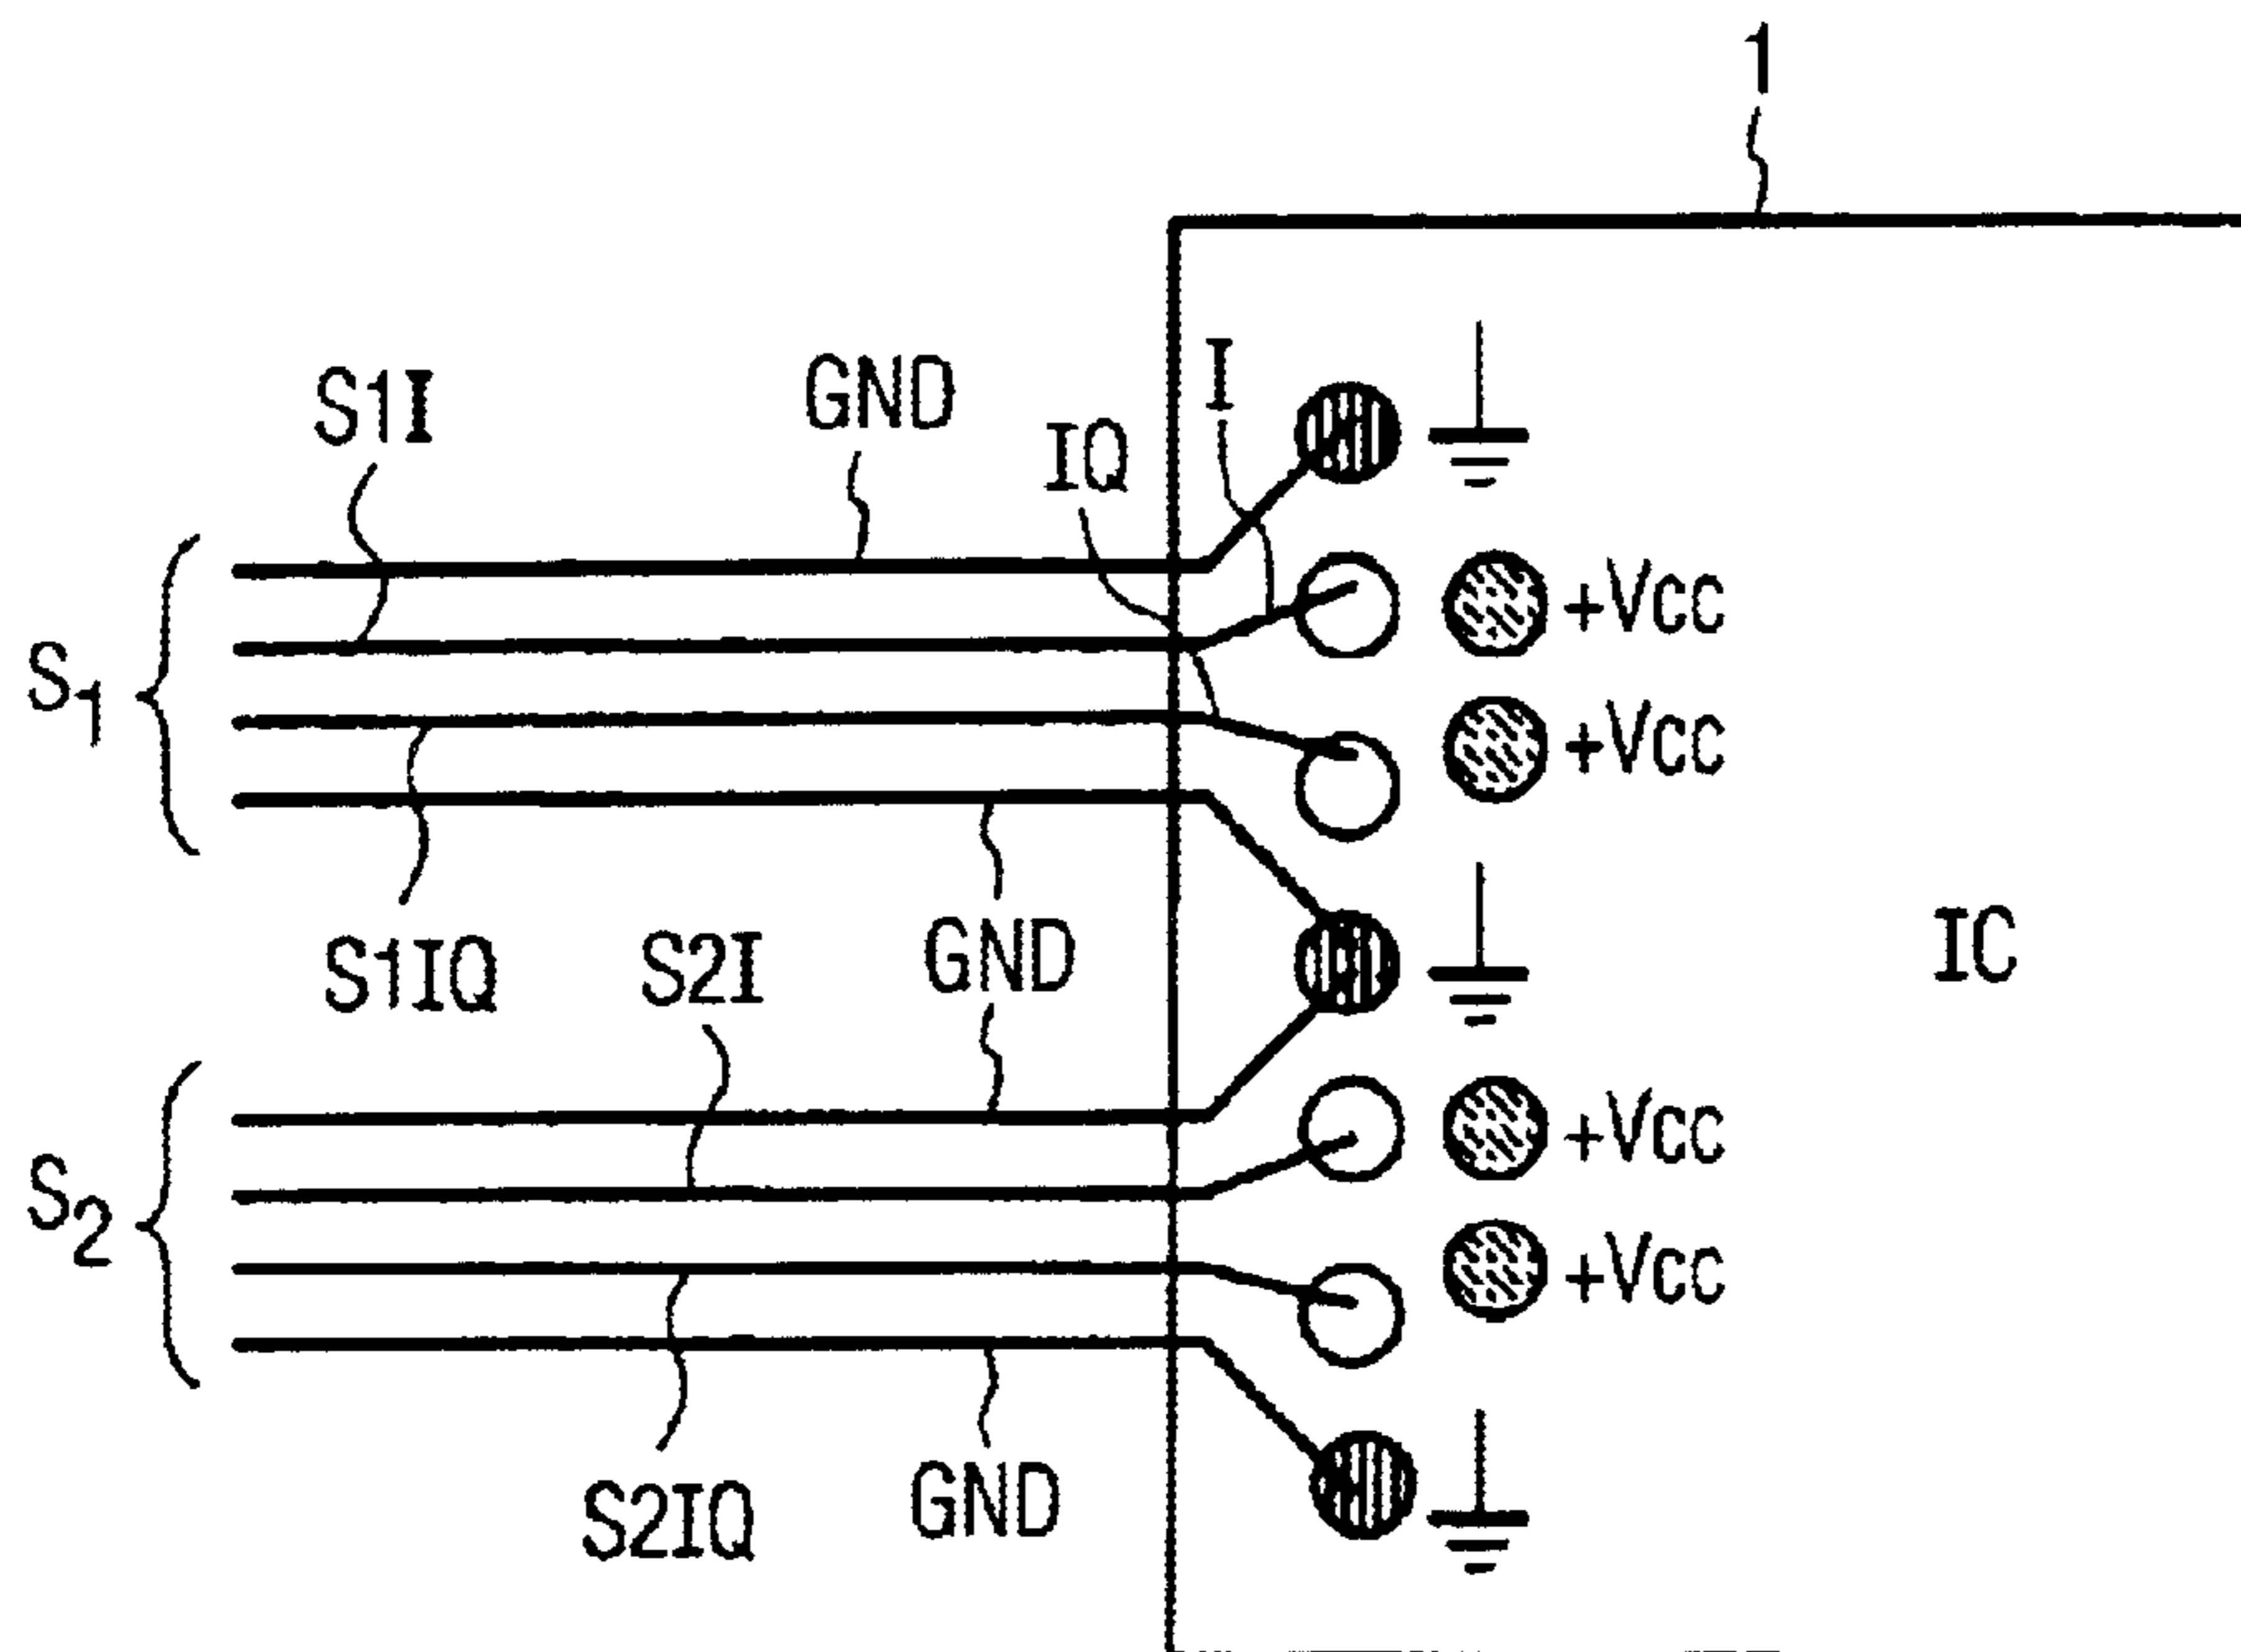 1
S1I
GND
IQ
I
+VCC
S1
+VCC
S1IQ
S2I
GND
IC
+VCC
S2
+VCC
S2IQ
GND